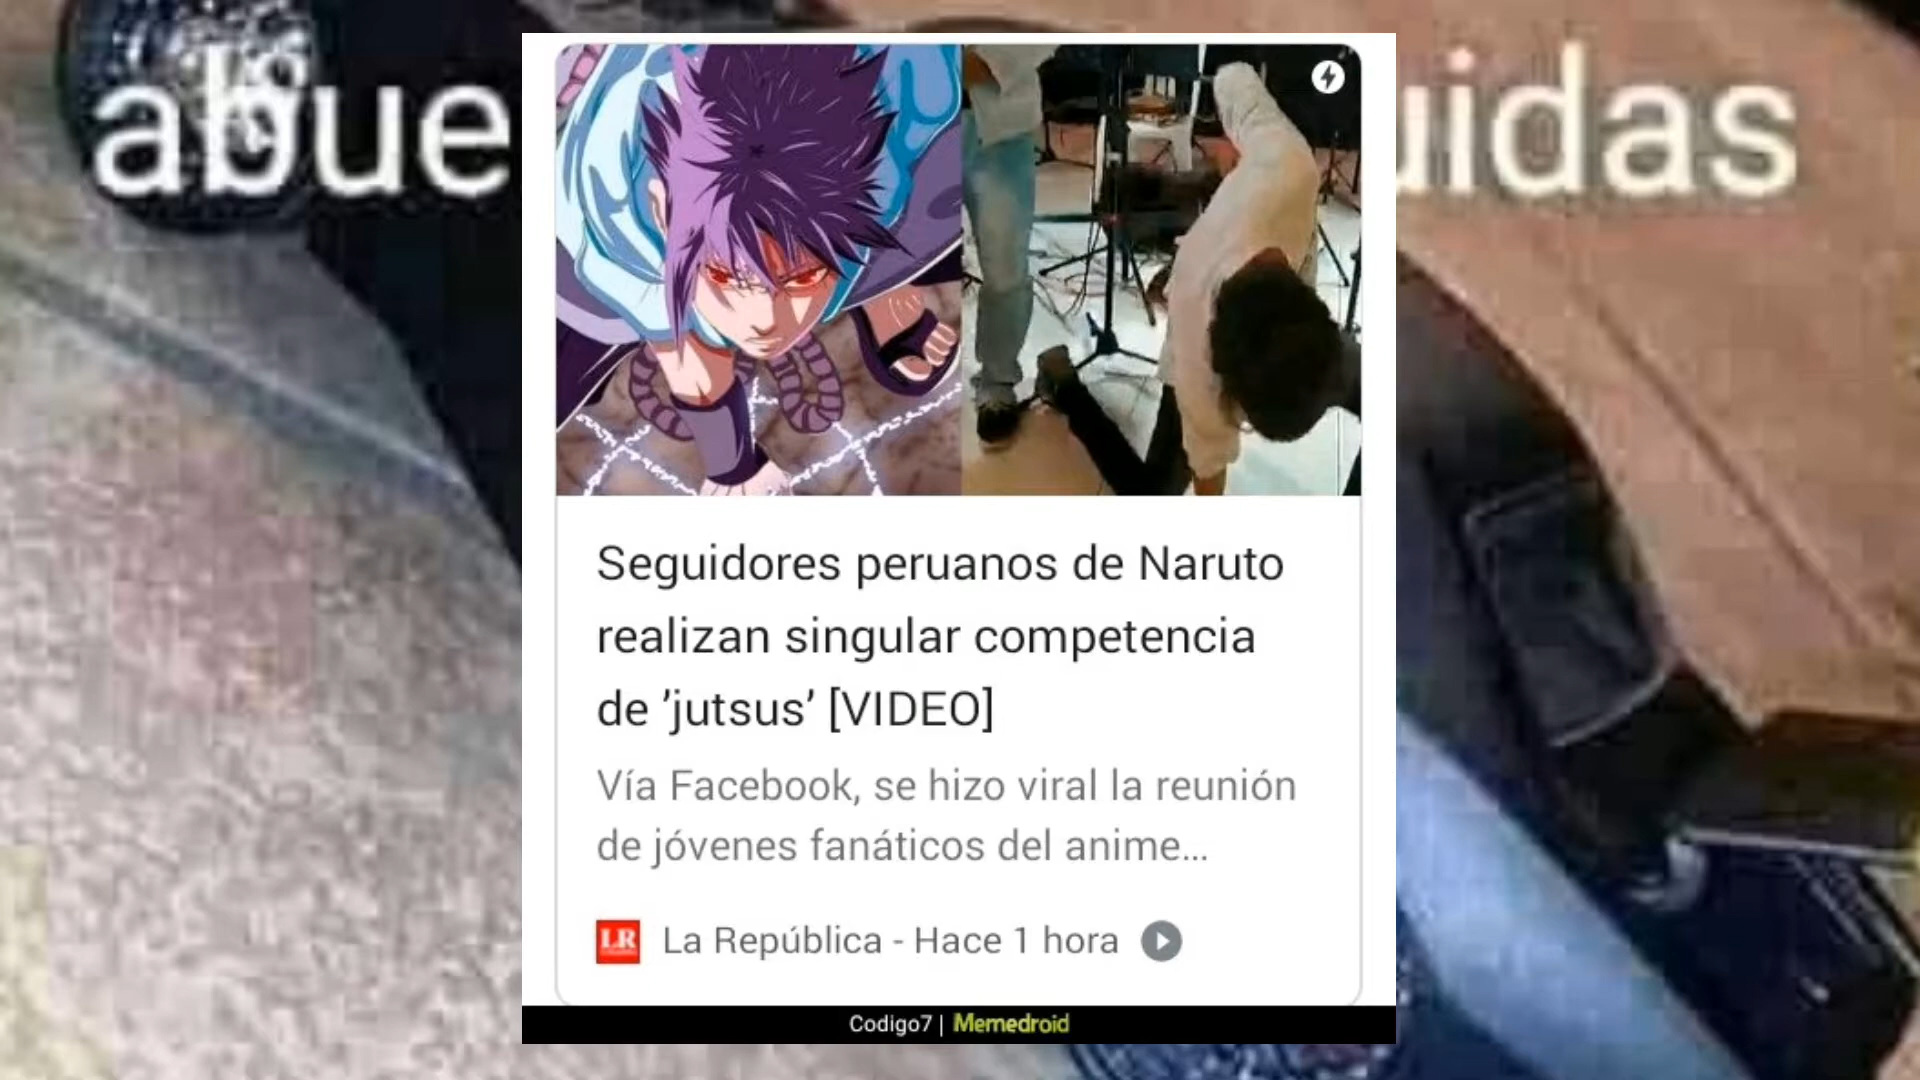 abue
uidas
Seguidores peruanos de Naruto
realizan singular competencia
de 'jutsus' [VIDEO]
Vía Facebook, se hizo viral la reunión
de jóvenes fanáticos del anime...
LR La República - Hace 1 hora
Codigo7 | Memedroid